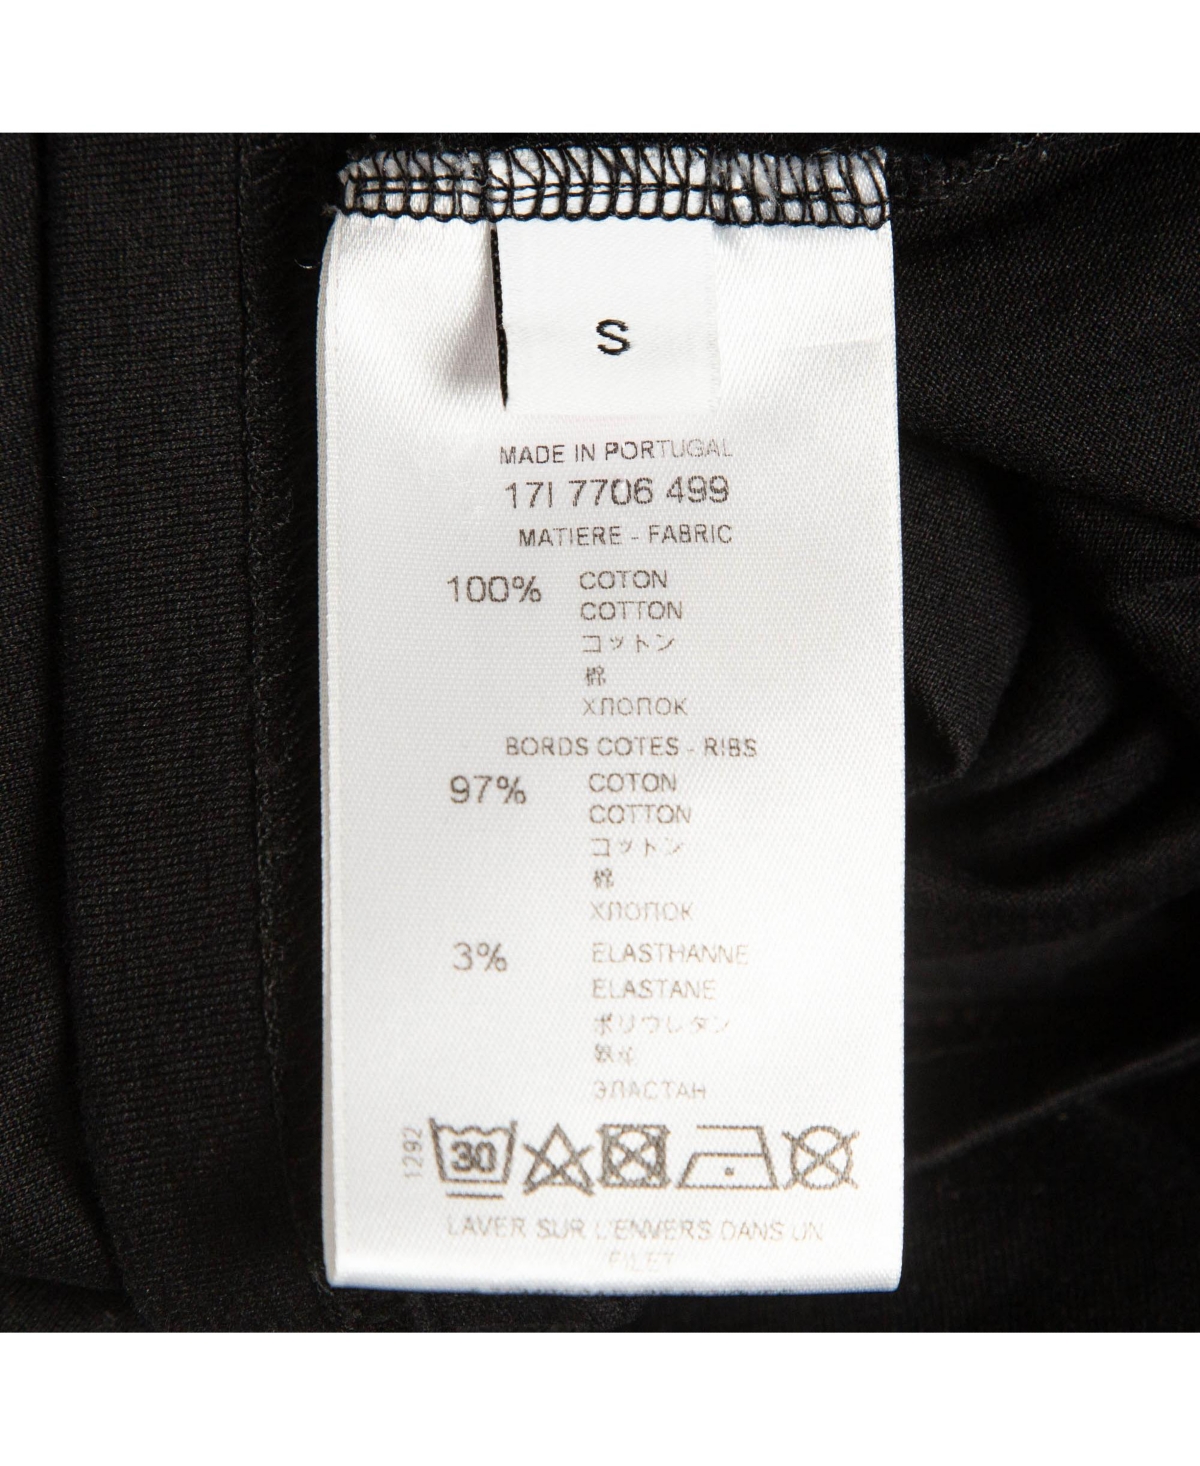 S
MADE IN PORTUGAL
17I 7706 499
MATIERE - FABRIC
100% COTON
COTTON
コットン
棉
ХЛОПОК
BORDS COTES - RIBS
97% COTON
COTTON
コットン
棉
ХЛОПОК
3% ELASTHANNE
ELASTANE
ポリウレタン
ЭЛАСТАН
1292
30
LAVER SUR L'ENVERS DANS UN
FILET